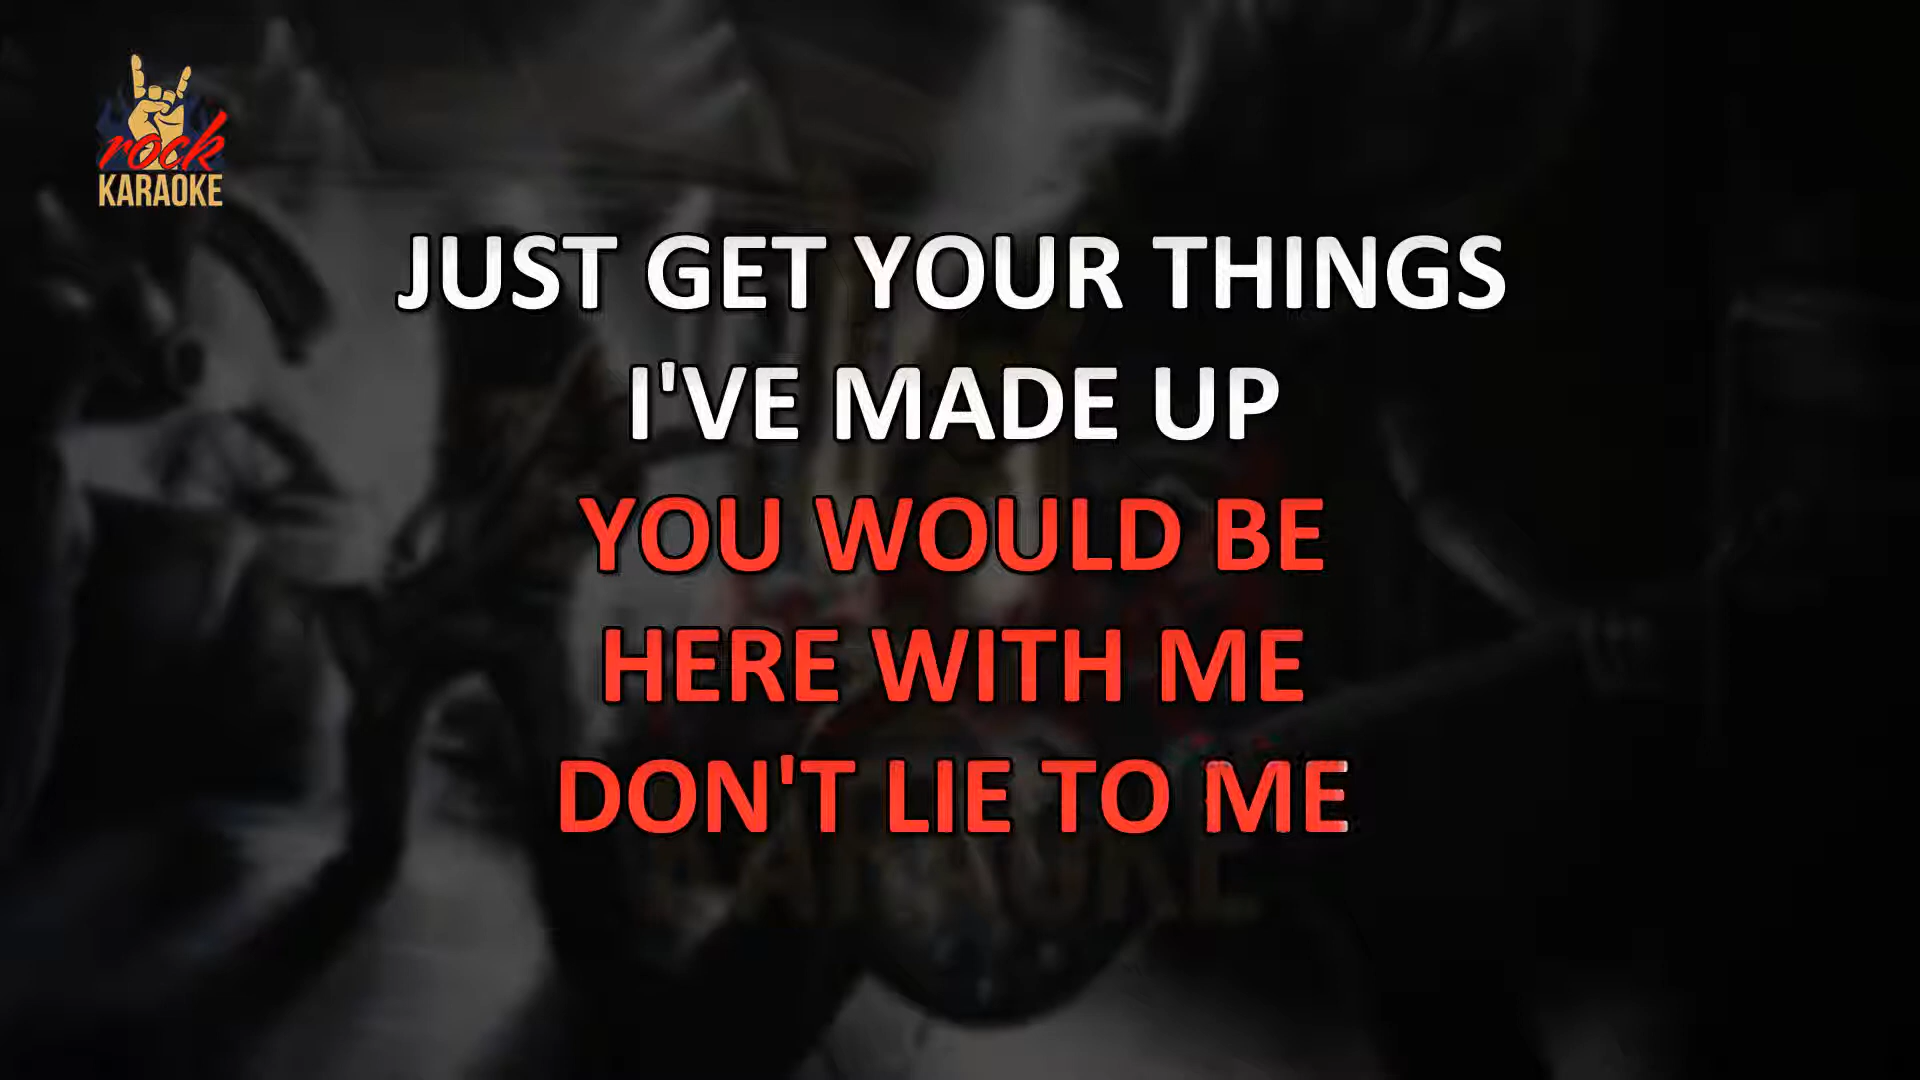 rock
KARAOKE
JUST GET YOUR THINGS
I'VE MADE UP
YOU WOULD BE
HERE WITH ME
DON'T LIE TO ME
KARAOKE